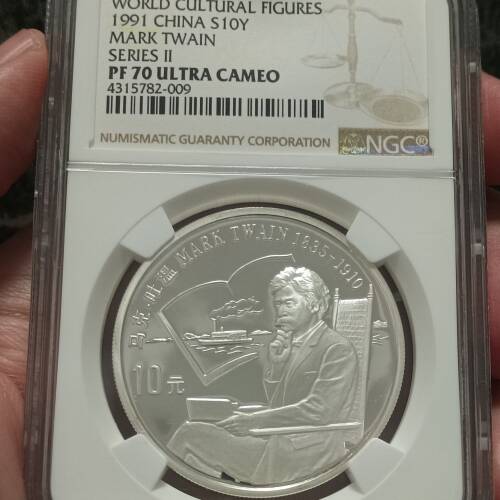 WORLD CULTURAL FIGURES
1991 CHINA S10Y
MARK TWAIN
SERIES II
PF 70 ULTRA CAMEO
4315782-009
NUMISMATIC GUARANTY CORPORATION
NGC®
马克·吐温 MARK TWAIN 1835-1910
10元